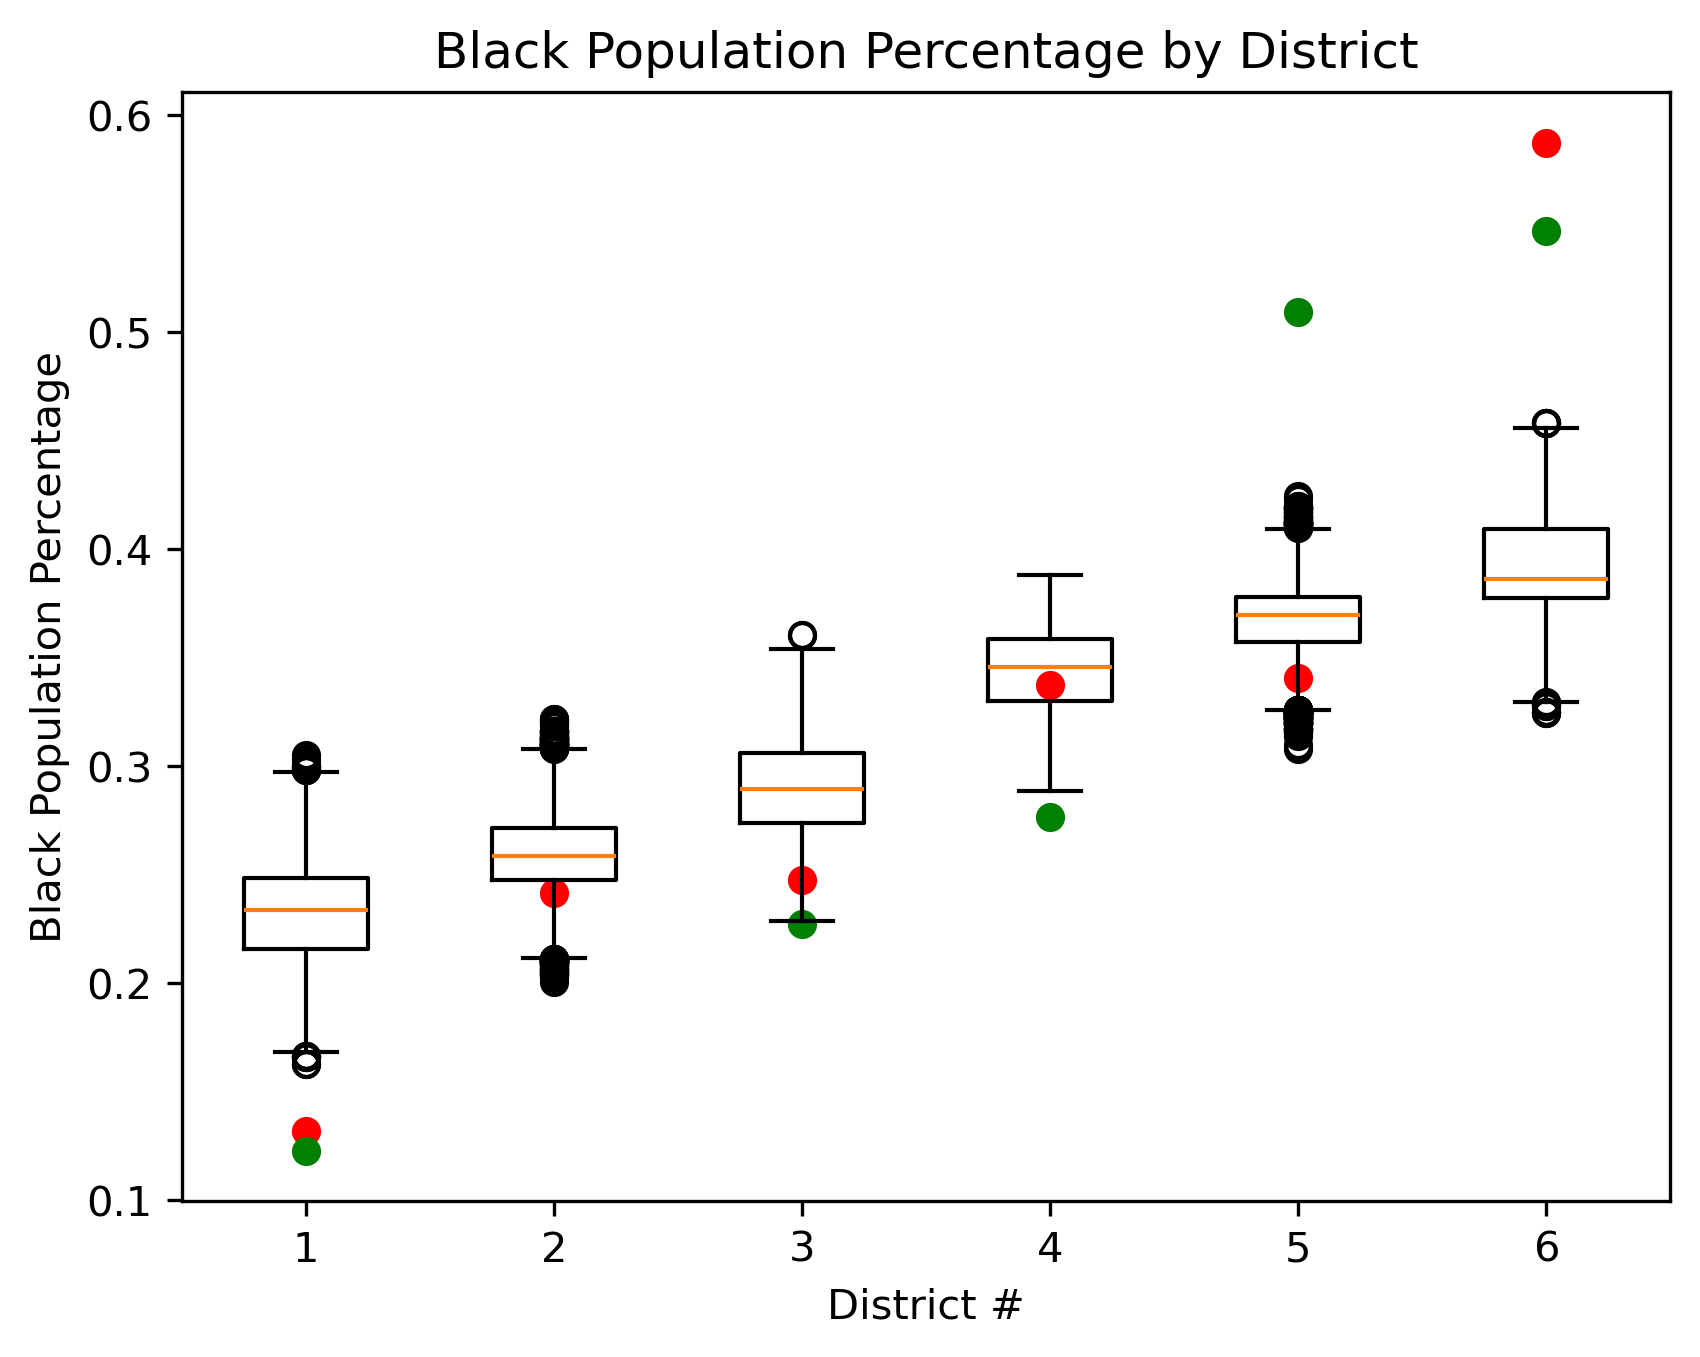 Black Population Percentage by District
Black Population Percentage
0.6
0.5
0.4
0.3
0.2
0.1
1 2 3 4 5 6
District #